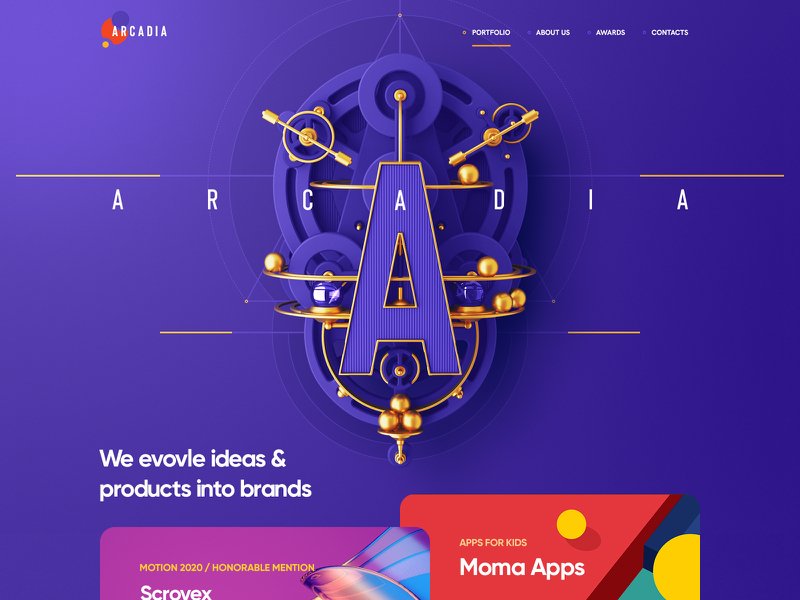 ARCADIA
PORTFOLIO
ABOUT US
AWARDS
CONTACTS
ARCADIA
A
We evovle ideas &
products into brands
MOTION 2020 / HONORABLE MENTION
Scrovex
APPS FOR KIDS
Moma Apps